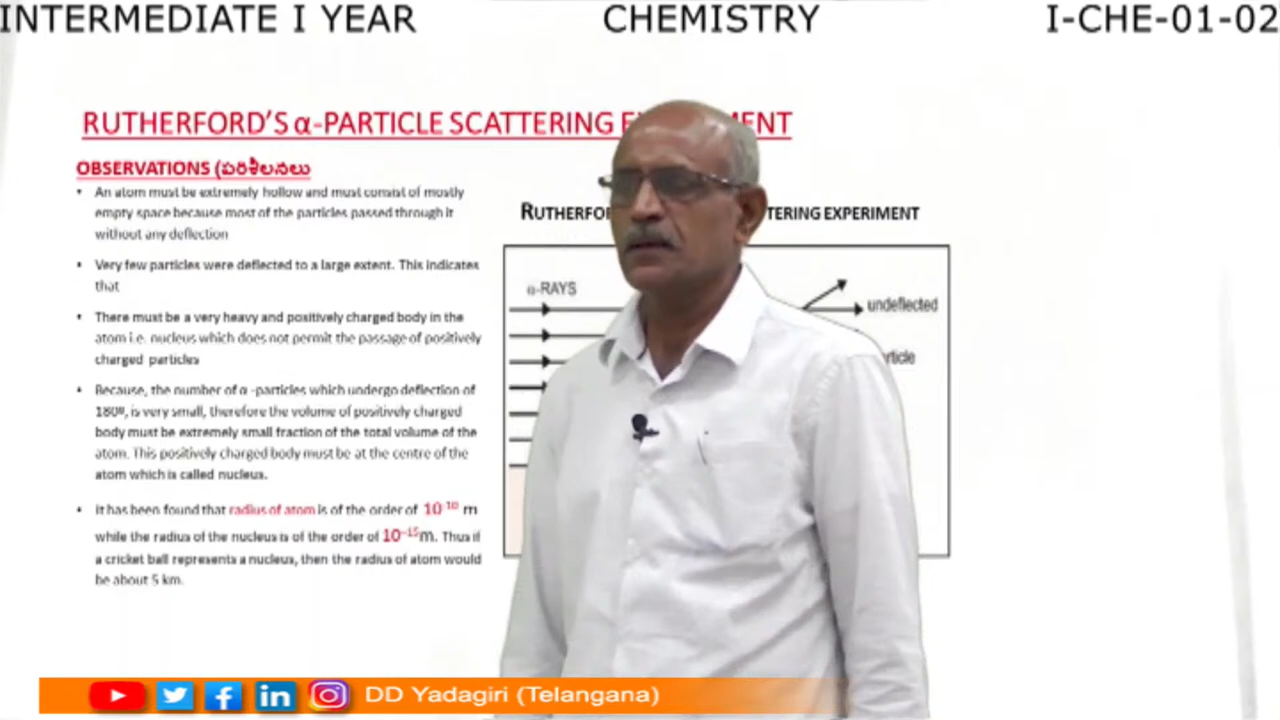 INTERMEDIATE I YEAR CHEMISTRY I-CHE-01-02
RUTHERFORD'S α-PARTICLE SCATTERING
OBSERVATIONS (పరిశీలనలు
• An atom must be extremely hollow and must consist of mostly
empty space because most of the particles passed through it
without any deflection
• Very few particles were deflected to a large extent. This indicates
that
• There must be a very heavy and positively charged body in the
atom i.e. nucleus which does not permit the passage of positively
charged particles
• Because, the number of α -particles which undergo deflection of
180º, is very small, therefore the volume of positively charged
body must be extremely small fraction of the total volume of the
atom. This positively charged body must be at the centre of the
atom which is called nucleus.
• It has been found that radius of atom is of the order of 10⁻¹⁰ m
while the radius of the nucleus is of the order of 10⁻¹⁵m. Thus if
a cricket ball represents a nucleus, then the radius of atom would
be about 5 km.
EXPERIMENT
α-RAYS
undeflected
DD Yadagiri (Telangana)